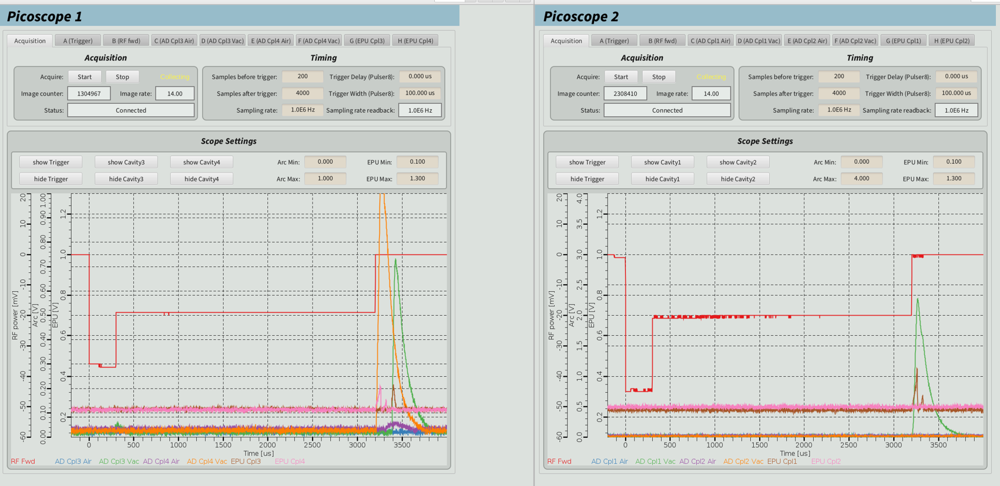 Picoscope 1
Acquisition A (Trigger) B (RF fwd) C (AD Cpl3 Air) D (AD Cpl3 Vac) E (AD Cpl4 Air) F (AD Cpl4 Vac) G (EPU Cpl3) H (EPU Cpl4)
Acquisition Timing
Acquire: Start Stop Collecting Samples before trigger: 200 Trigger Delay (Pulser8): 0.000 us
Image counter: 1304967 Image rate: 14.00 Samples after trigger: 4000 Trigger Width (Pulser8): 100.000 us
Status: Connected Sampling rate: 1.0E6 Hz Sampling rate readback: 1.0E6 Hz
Scope Settings
show Trigger show Cavity3 show Cavity4 Arc Min: 0.000 EPU Min: 0.100
hide Trigger hide Cavity3 hide Cavity4 Arc Max: 1.000 EPU Max: 1.300
RF power [mV]
20 10 0 -10 -20 -30 -40 -50 -60
Arc [V]
1.00 0.90 0.80 0.70 0.60 0.50 0.40 0.30 0.20 0.10 0.00
EPU [V]
1.2 1.0 0.8 0.6 0.4 0.2
0 500 1000 1500 2000 2500 3000 3500
Time [us]
RF Fwd AD Cpl3 Air AD Cpl3 Vac AD Cpl4 Air AD Cpl4 Vac EPU Cpl3 EPU Cpl4
Picoscope 2
Acquisition A (Trigger) B (RF fwd) C (AD Cpl1 Air) D (AD Cpl1 Vac) E (AD Cpl2 Air) F (AD Cpl2 Vac) G (EPU Cpl1) H (EPU Cpl2)
Acquisition Timing
Acquire: Start Stop Collecting Samples before trigger: 200 Trigger Delay (Pulser8): 0.000 us
Image counter: 2308410 Image rate: 14.00 Samples after trigger: 4000 Trigger Width (Pulser8): 100.000 us
Status: Connected Sampling rate: 1.0E6 Hz Sampling rate readback: 1.0E6 Hz
Scope Settings
show Trigger show Cavity1 show Cavity2 Arc Min: 0.000 EPU Min: 0.100
hide Trigger hide Cavity1 hide Cavity2 Arc Max: 4.000 EPU Max: 1.300
RF power [mV]
20 10 0 -10 -20 -30 -40 -50 -60
Arc [V]
4.0 3.5 3.0 2.5 2.0 1.5 1.0 0.5 0.0
EPU [V]
1.2 1.0 0.8 0.6 0.4 0.2
0 500 1000 1500 2000 2500 3000 3500
Time [us]
RF Fwd AD Cpl1 Air AD Cpl1 Vac AD Cpl2 Air AD Cpl2 Vac EPU Cpl1 EPU Cpl2